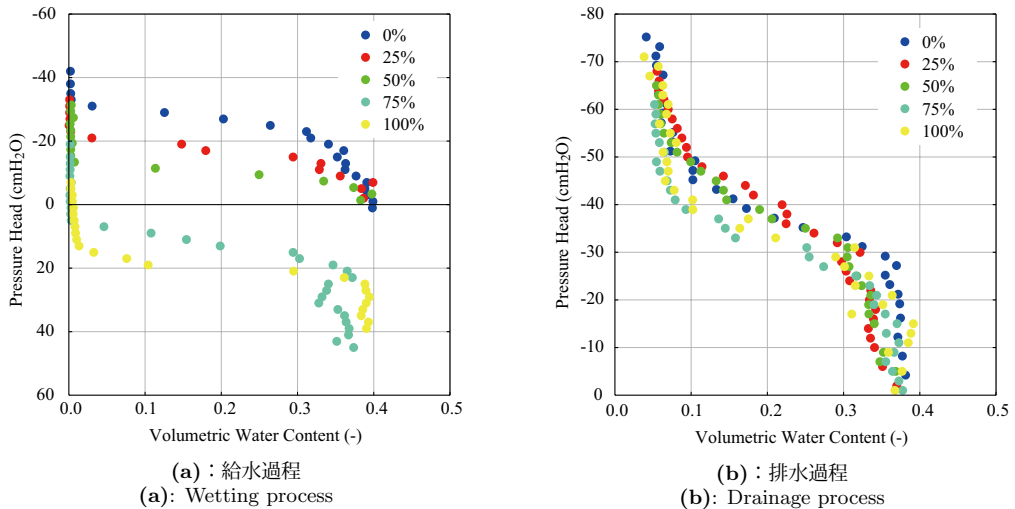 -60
-40
-20
0
20
40
60
Pressure Head (cmH₂O)
0.0 0.1 0.2 0.3 0.4 0.5
Volumetric Water Content (-)
0%
25%
50%
75%
100%
(a)：給水過程
(a): Wetting process
-80
-70
-60
-50
-40
-30
-20
-10
0
Pressure Head (cmH₂O)
0.0 0.1 0.2 0.3 0.4 0.5
Volumetric Water Content (-)
0%
25%
50%
75%
100%
(b)：排水過程
(b): Drainage process